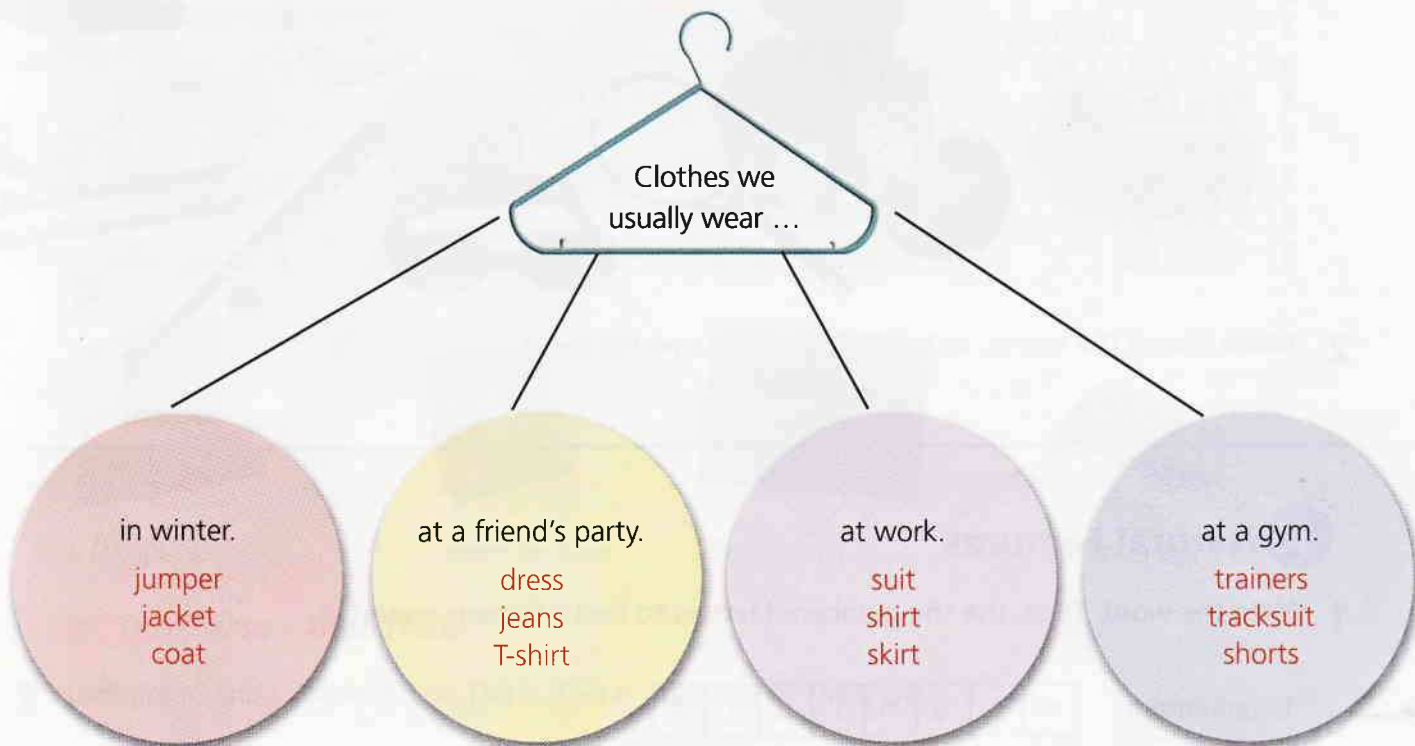 Clothes we
usually wear ...
in winter.
jumper
jacket
coat
at a friend's party.
dress
jeans
T-shirt
at work.
suit
shirt
skirt
at a gym.
trainers
tracksuit
shorts